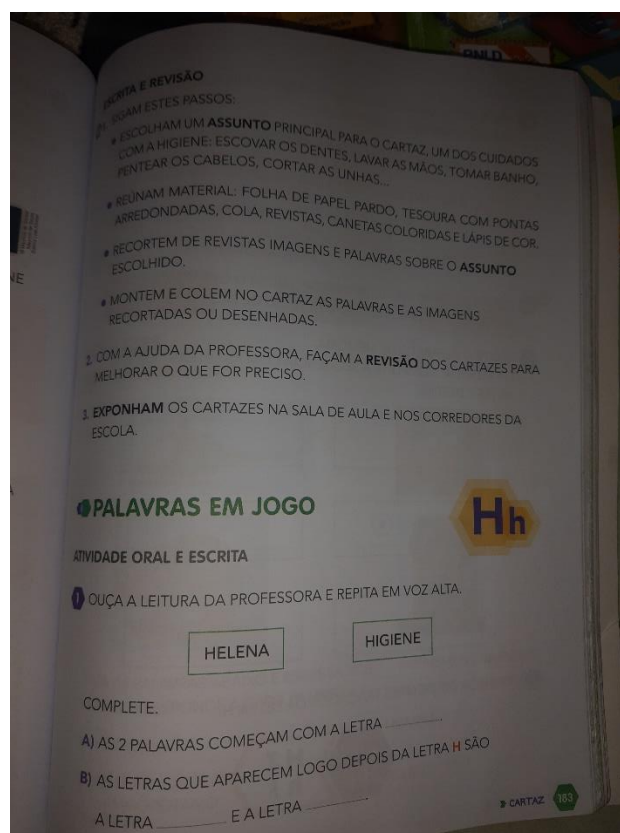 PNLD
ESCRITA E REVISÃO
1. SIGAM ESTES PASSOS:
• ESCOLHAM UM ASSUNTO PRINCIPAL PARA O CARTAZ, UM DOS CUIDADOS
COM A HIGIENE: ESCOVAR OS DENTES, LAVAR AS MÃOS, TOMAR BANHO,
PENTEAR OS CABELOS, CORTAR AS UNHAS...
• REÚNAM MATERIAL: FOLHA DE PAPEL PARDO, TESOURA COM PONTAS
ARREDONDADAS, COLA, REVISTAS, CANETAS COLORIDAS E LÁPIS DE COR.
• RECORTEM DE REVISTAS IMAGENS E PALAVRAS SOBRE O ASSUNTO
ESCOLHIDO.
• MONTEM E COLEM NO CARTAZ AS PALAVRAS E AS IMAGENS
RECORTADAS OU DESENHADAS.
2. COM A AJUDA DA PROFESSORA, FAÇAM A REVISÃO DOS CARTAZES PARA
MELHORAR O QUE FOR PRECISO.
3. EXPONHAM OS CARTAZES NA SALA DE AULA E NOS CORREDORES DA
ESCOLA.
PALAVRAS EM JOGO
Hh
ATIVIDADE ORAL E ESCRITA
1 OUÇA A LEITURA DA PROFESSORA E REPITA EM VOZ ALTA.
HELENA HIGIENE
COMPLETE.
A) AS 2 PALAVRAS COMEÇAM COM A LETRA ________.
B) AS LETRAS QUE APARECEM LOGO DEPOIS DA LETRA H SÃO
A LETRA ________ E A LETRA ________.
CARTAZ 163